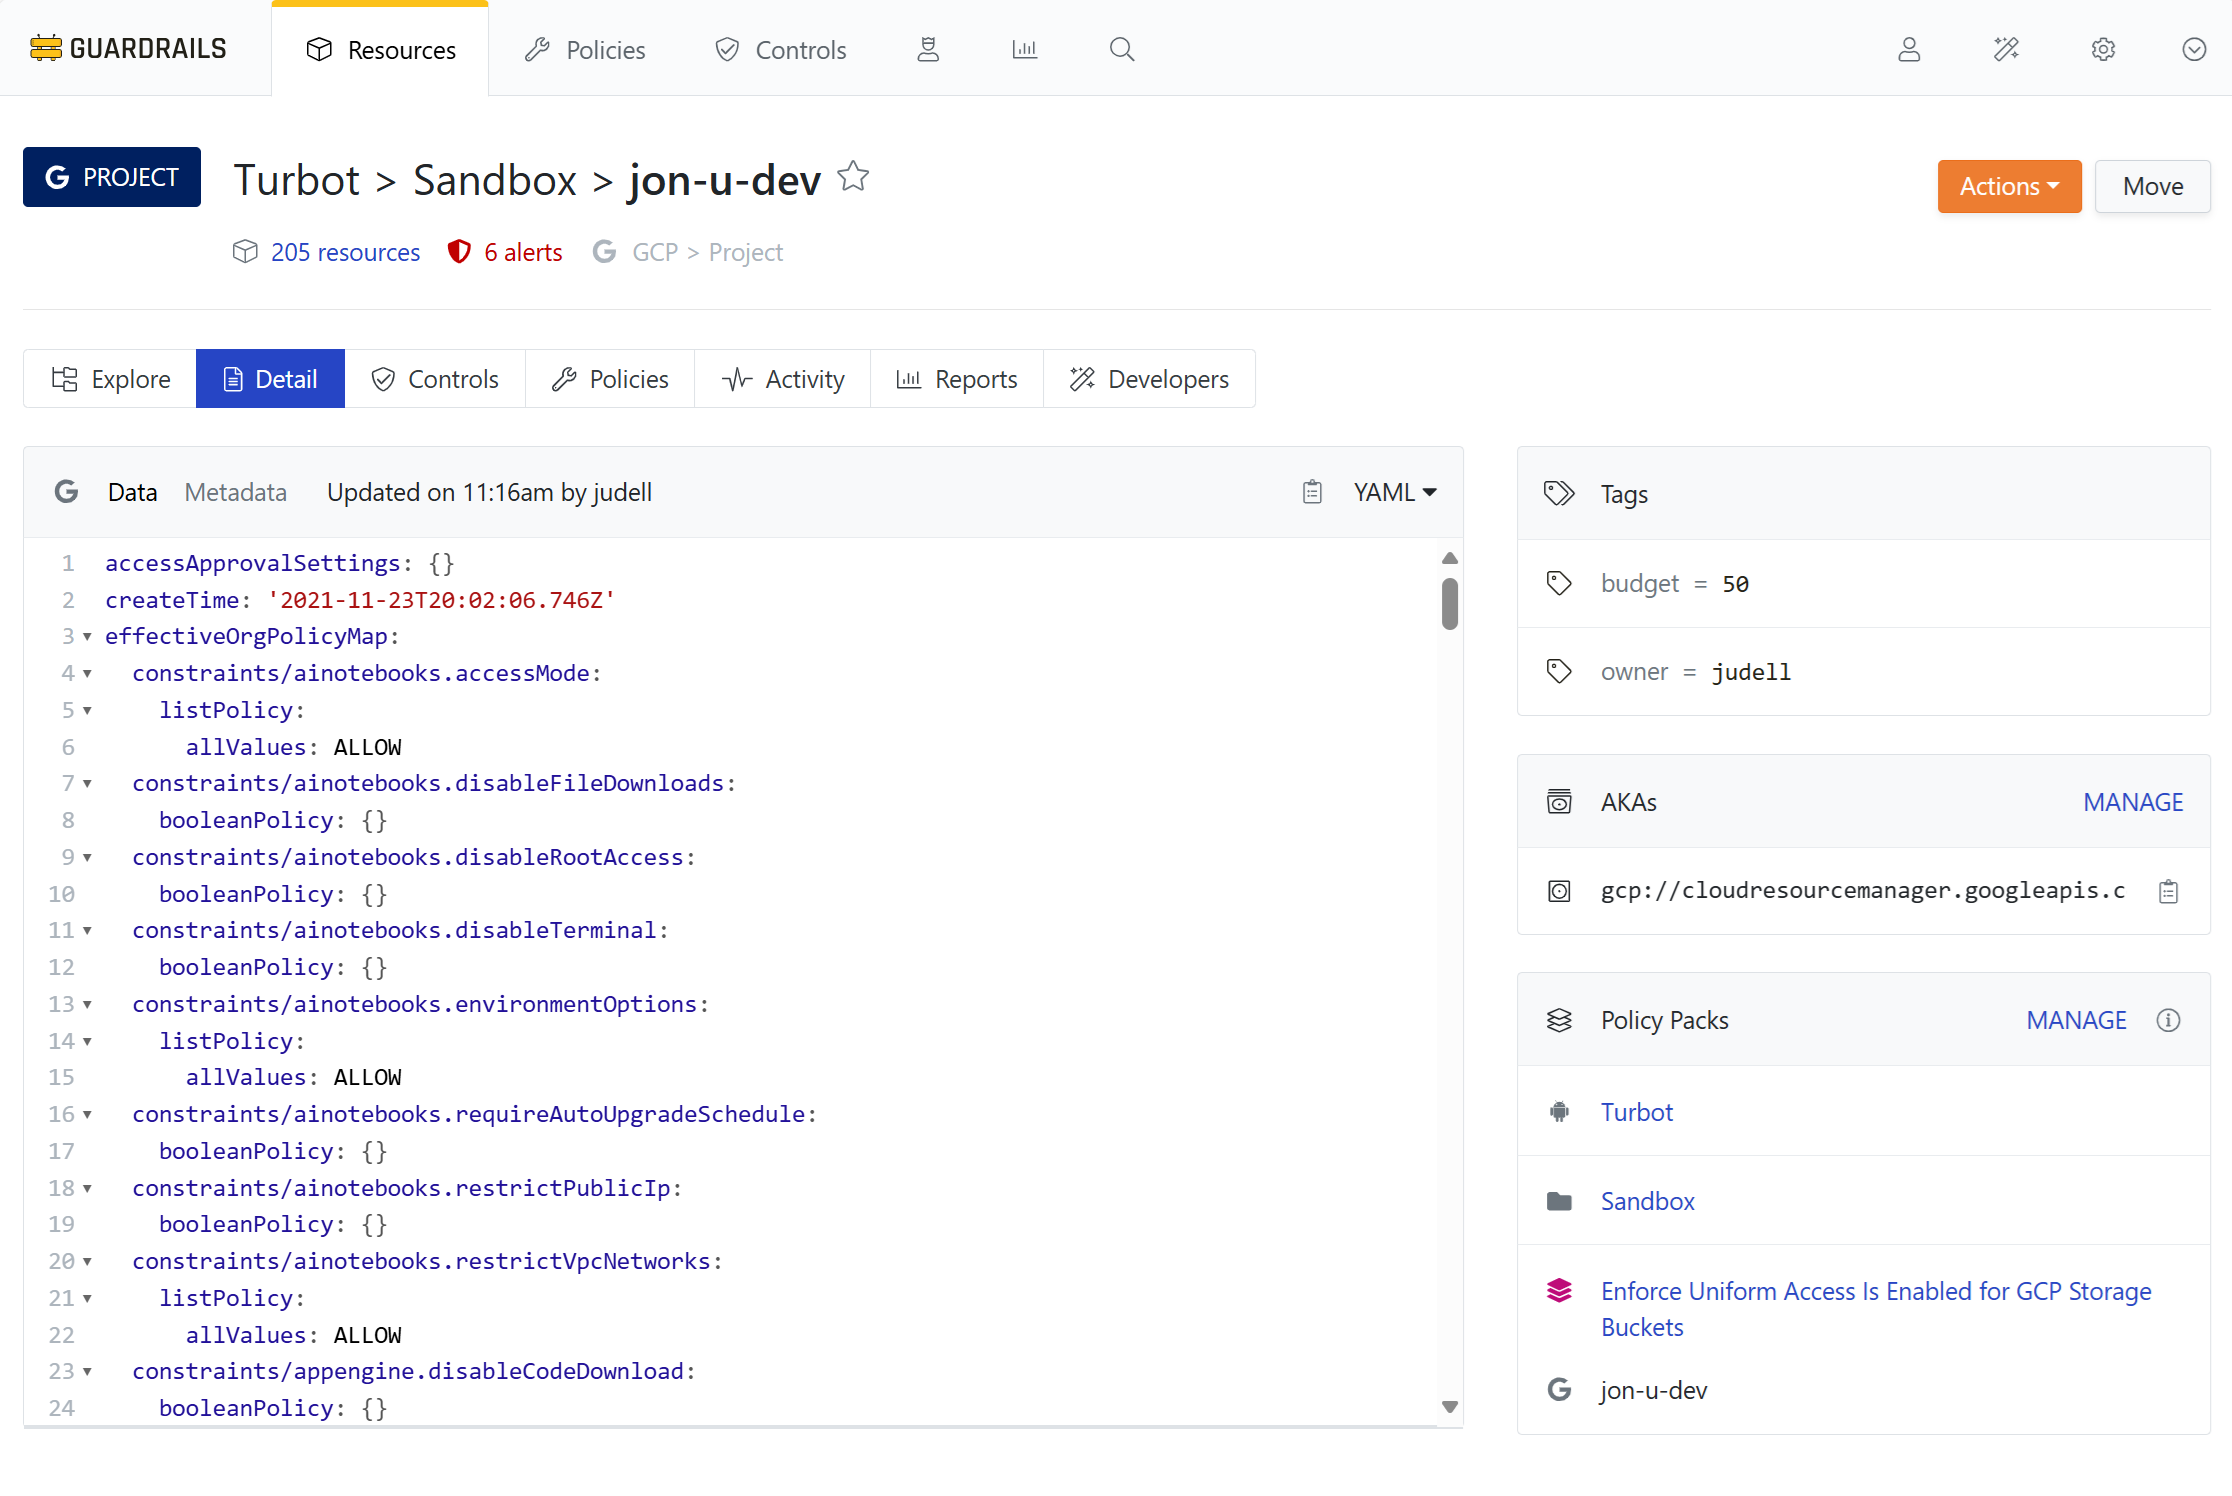 GUARDRAILS Resources Policies Controls
PROJECT Turbot > Sandbox > jon-u-dev
Actions Move
205 resources 6 alerts GCP > Project
Explore Detail Controls Policies Activity Reports Developers
Data Metadata Updated on 11:16am by judell YAML
1 accessApprovalSettings: {}
2 createTime: '2021-11-23T20:02:06.746Z'
3 effectiveOrgPolicyMap:
4 constraints/ainotebooks.accessMode:
5 listPolicy:
6 allValues: ALLOW
7 constraints/ainotebooks.disableFileDownloads:
8 booleanPolicy: {}
9 constraints/ainotebooks.disableRootAccess:
10 booleanPolicy: {}
11 constraints/ainotebooks.disableTerminal:
12 booleanPolicy: {}
13 constraints/ainotebooks.environmentOptions:
14 listPolicy:
15 allValues: ALLOW
16 constraints/ainotebooks.requireAutoUpgradeSchedule:
17 booleanPolicy: {}
18 constraints/ainotebooks.restrictPublicIp:
19 booleanPolicy: {}
20 constraints/ainotebooks.restrictVpcNetworks:
21 listPolicy:
22 allValues: ALLOW
23 constraints/appengine.disableCodeDownload:
24 booleanPolicy: {}
Tags
budget = 50
owner = judell
AKAs MANAGE
gcp://cloudresourcemanager.googleapis.c
Policy Packs MANAGE
Turbot
Sandbox
Enforce Uniform Access Is Enabled for GCP Storage
Buckets
jon-u-dev